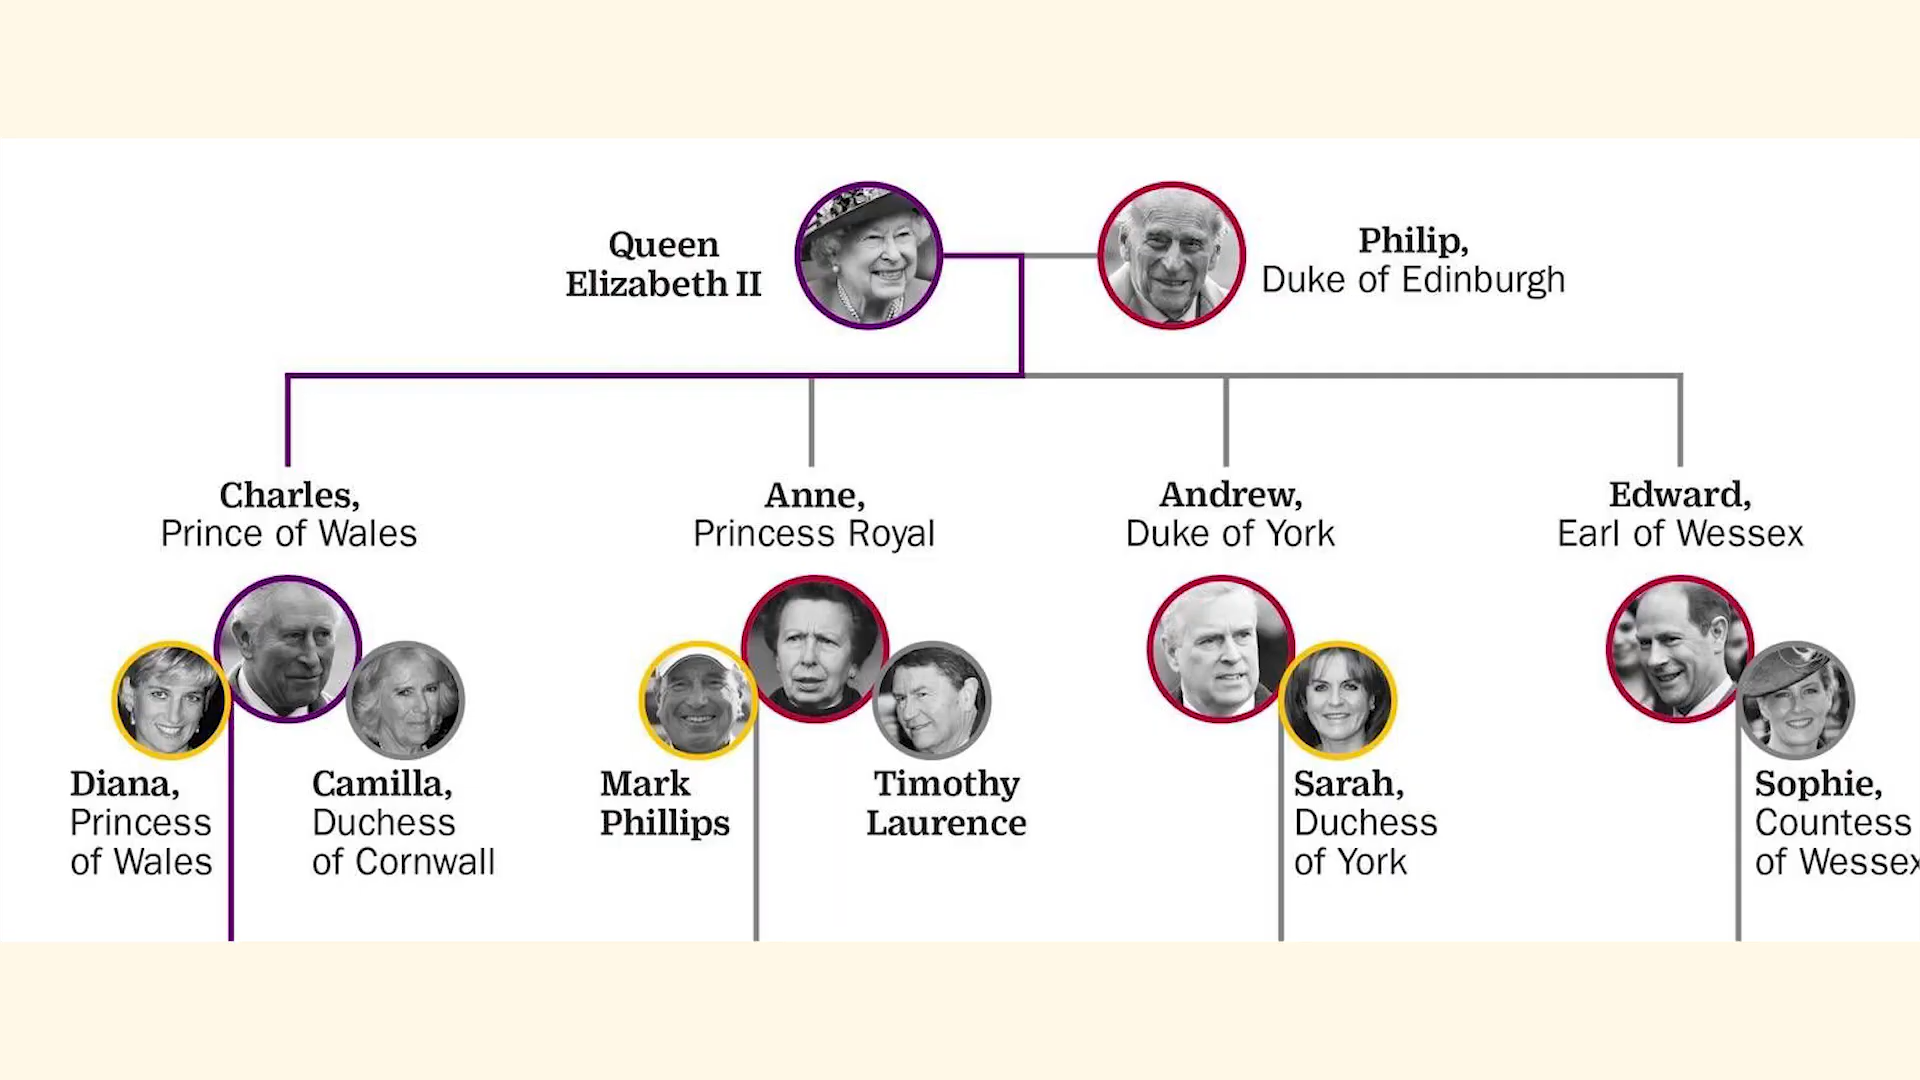 Queen
Elizabeth II
Philip,
Duke of Edinburgh
Charles,
Prince of Wales
Anne,
Princess Royal
Andrew,
Duke of York
Edward,
Earl of Wessex
Diana,
Princess
of Wales
Camilla,
Duchess
of Cornwall
Mark
Phillips
Timothy
Laurence
Sarah,
Duchess
of York
Sophie,
Countess
of Wessex